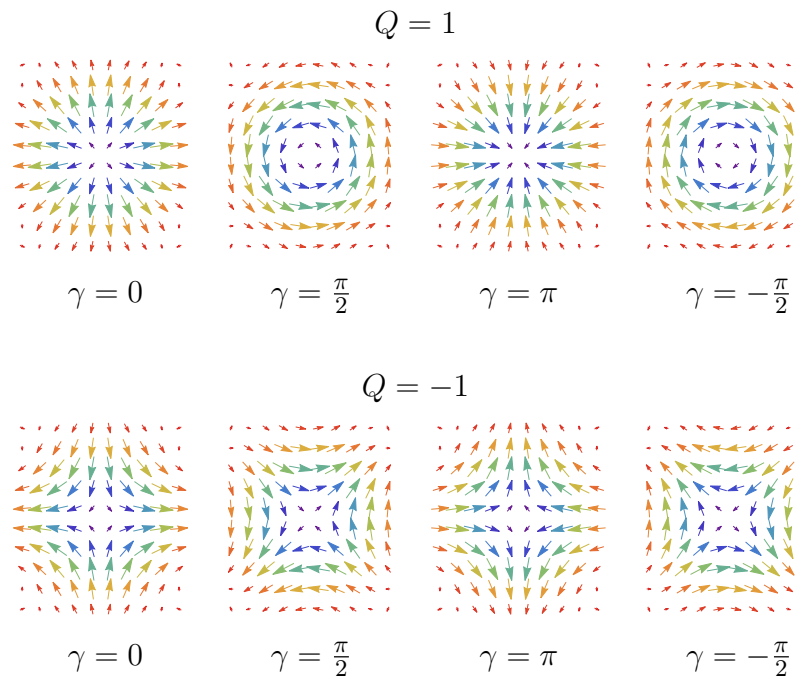 Q = 1
γ = 0 γ = π/2 γ = π γ = −π/2
Q = −1
γ = 0 γ = π/2 γ = π γ = −π/2